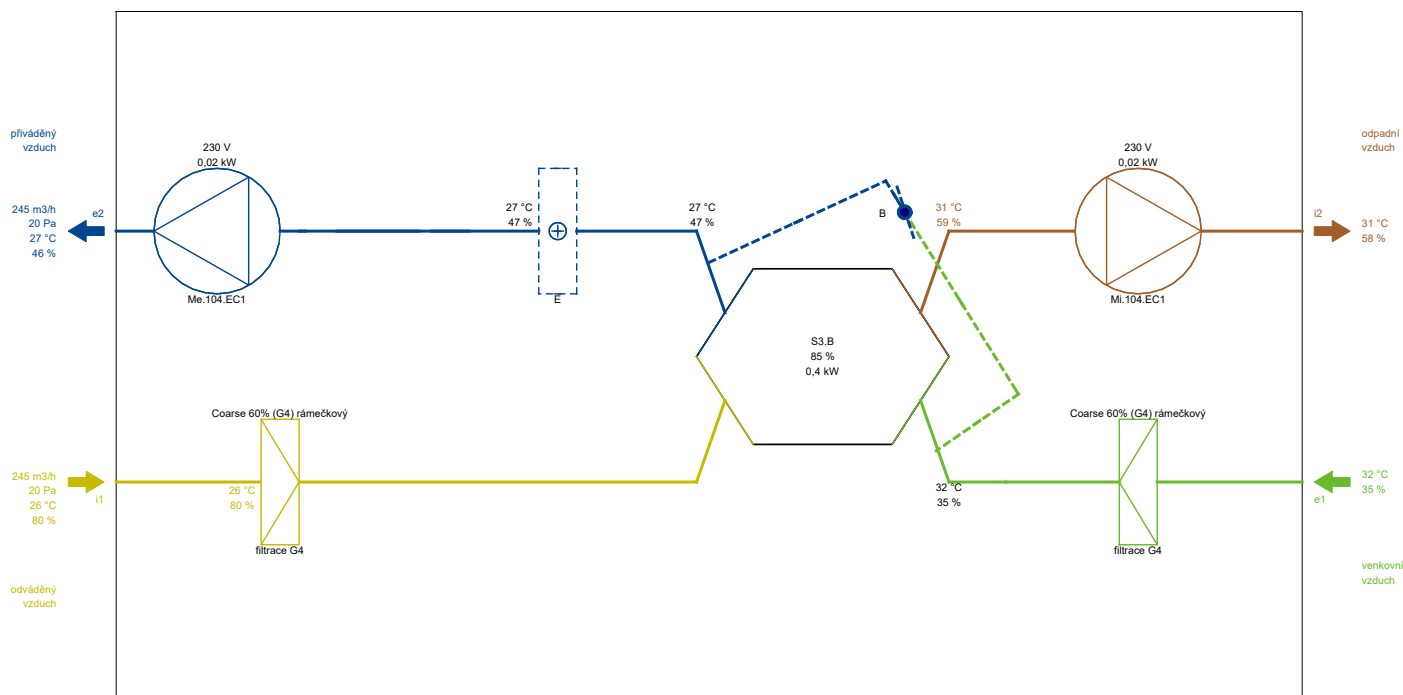 přiváděný
vzduch
245 m3/h
20 Pa
27 °C
46 %
e2
230 V
0,02 kW
Me.104.EC1
27 °C
47 %
E
27 °C
47 %
B
31 °C
59 %
230 V
0,02 kW
Mi.104.EC1
odpadní
vzduch
i2
31 °C
58 %
S3.B
85 %
0,4 kW
245 m3/h
20 Pa
26 °C
80 %
i1
Coarse 60% (G4) rámečkový
26 °C
80 %
filtrace G4
32 °C
35 %
Coarse 60% (G4) rámečkový
filtrace G4
e1
32 °C
35 %
odváděný
vzduch
venkovní
vzduch